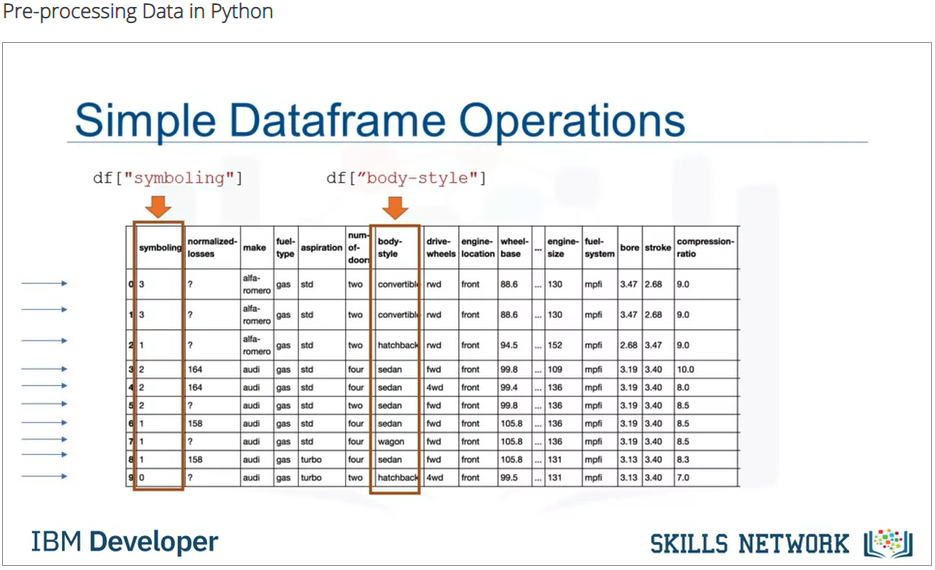 Pre-processing Data in Python
Simple Dataframe Operations
df["symboling"] df["body-style"]
symboling normalized-losses make fuel-type aspiration num-of-doors body-style drive-wheels engine-location wheel-base ... engine-size fuel-system bore stroke compression-ratio
0 3 ? alfa-romero gas std two convertible rwd front 88.6 ... 130 mpfi 3.47 2.68 9.0
1 3 ? alfa-romero gas std two convertible rwd front 88.6 ... 130 mpfi 3.47 2.68 9.0
2 1 ? alfa-romero gas std two hatchback rwd front 94.5 ... 152 mpfi 2.68 3.47 9.0
3 2 164 audi gas std four sedan fwd front 99.8 ... 109 mpfi 3.19 3.40 10.0
4 2 164 audi gas std four sedan 4wd front 99.4 ... 136 mpfi 3.19 3.40 8.0
5 2 ? audi gas std two sedan fwd front 99.8 ... 136 mpfi 3.19 3.40 8.5
6 1 158 audi gas std four sedan fwd front 105.8 ... 136 mpfi 3.19 3.40 8.5
7 1 ? audi gas std four wagon fwd front 105.8 ... 136 mpfi 3.19 3.40 8.5
8 1 158 audi gas turbo four sedan fwd front 105.8 ... 131 mpfi 3.13 3.40 8.3
9 0 ? audi gas turbo two hatchback 4wd front 99.5 ... 131 mpfi 3.13 3.40 7.0
IBM Developer
SKILLS NETWORK